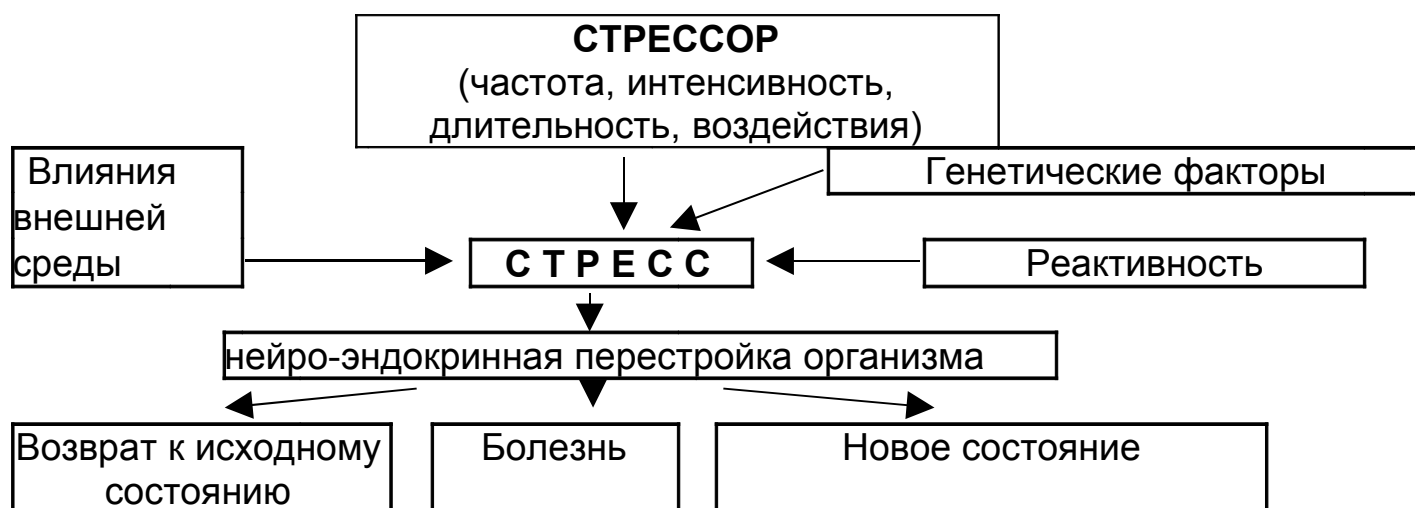 СТРЕССОР
(частота, интенсивность,
длительность, воздействия)
Влияния
внешней
среды
Генетические факторы
С Т Р Е С С
Реактивность
нейро-эндокринная перестройка организма
Возврат к исходному
состоянию
Болезнь
Новое состояние